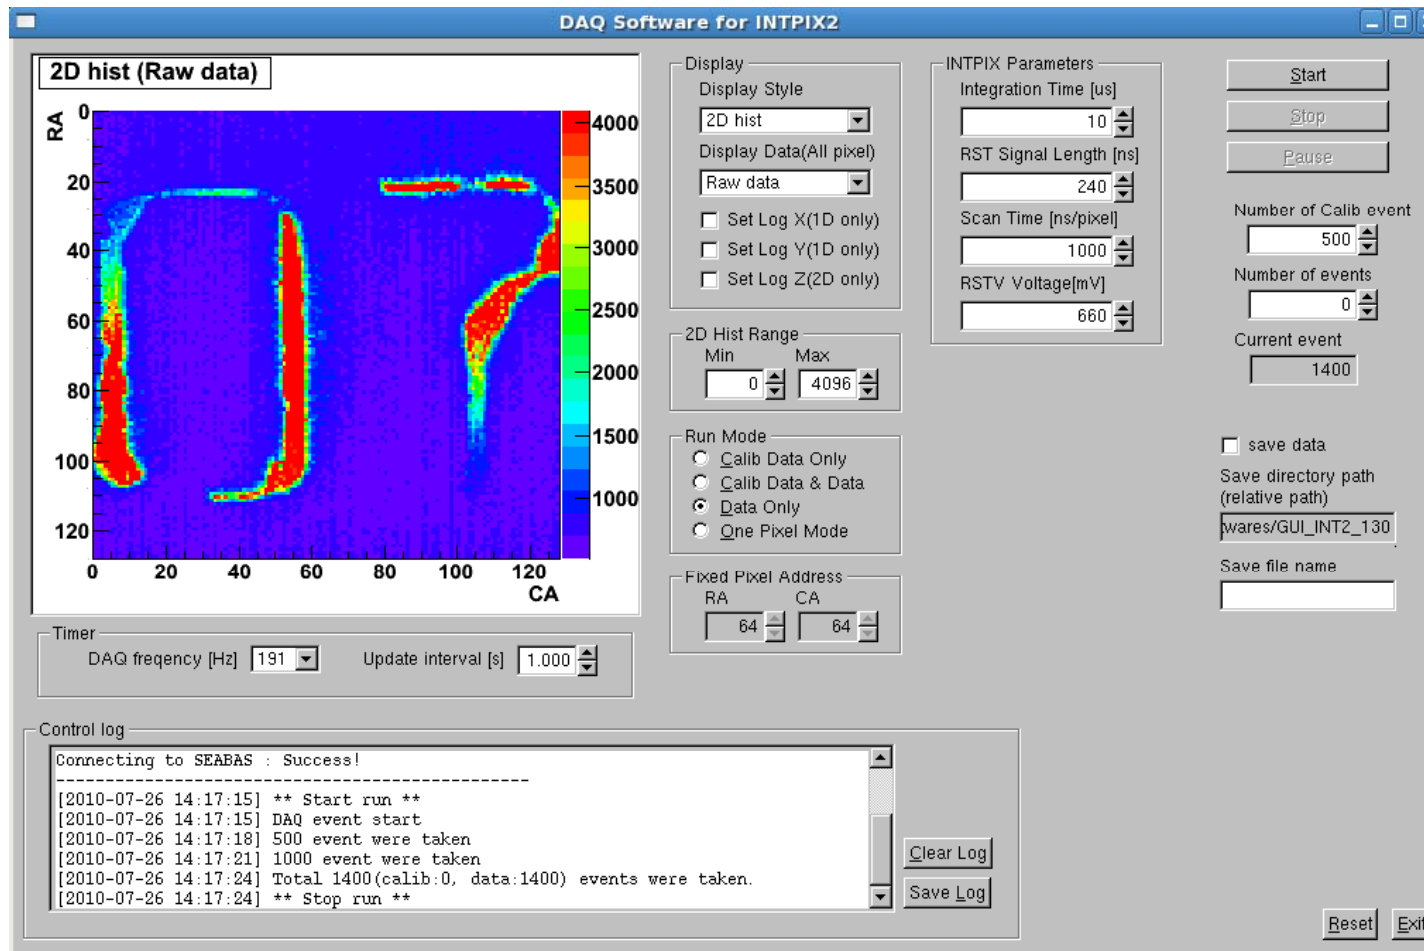 DAQ Software for INTPIX2
2D hist (Raw data)
RA
0
20
40
60
80
100
120
0 20 40 60 80 100 120
CA
4000
3500
3000
2500
2000
1500
1000
Timer
DAQ freqency [Hz] 191 Update interval [s] 1.000
Display
Display Style
2D hist
Display Data(All pixel)
Raw data
Set Log X(1D only)
Set Log Y(1D only)
Set Log Z(2D only)
2D Hist Range
Min Max
0 4096
Run Mode
Calib Data Only
Calib Data & Data
Data Only
One Pixel Mode
Fixed Pixel Address
RA CA
64 64
INTPIX Parameters
Integration Time [us]
10
RST Signal Length [ns]
240
Scan Time [ns/pixel]
1000
RSTV Voltage[mV]
660
Start
Stop
Pause
Number of Calib event
500
Number of events
0
Current event
1400
save data
Save directory path
(relative path)
wares/GUI_INT2_130
Save file name
Control log
Connecting to SEABAS : Success!
------------------------------------------------
[2010-07-26 14:17:15] ** Start run **
[2010-07-26 14:17:15] DAQ event start
[2010-07-26 14:17:18] 500 event were taken
[2010-07-26 14:17:21] 1000 event were taken
[2010-07-26 14:17:24] Total 1400(calib:0, data:1400) events were taken.
[2010-07-26 14:17:24] ** Stop run **
Clear Log
Save Log
Reset Exit